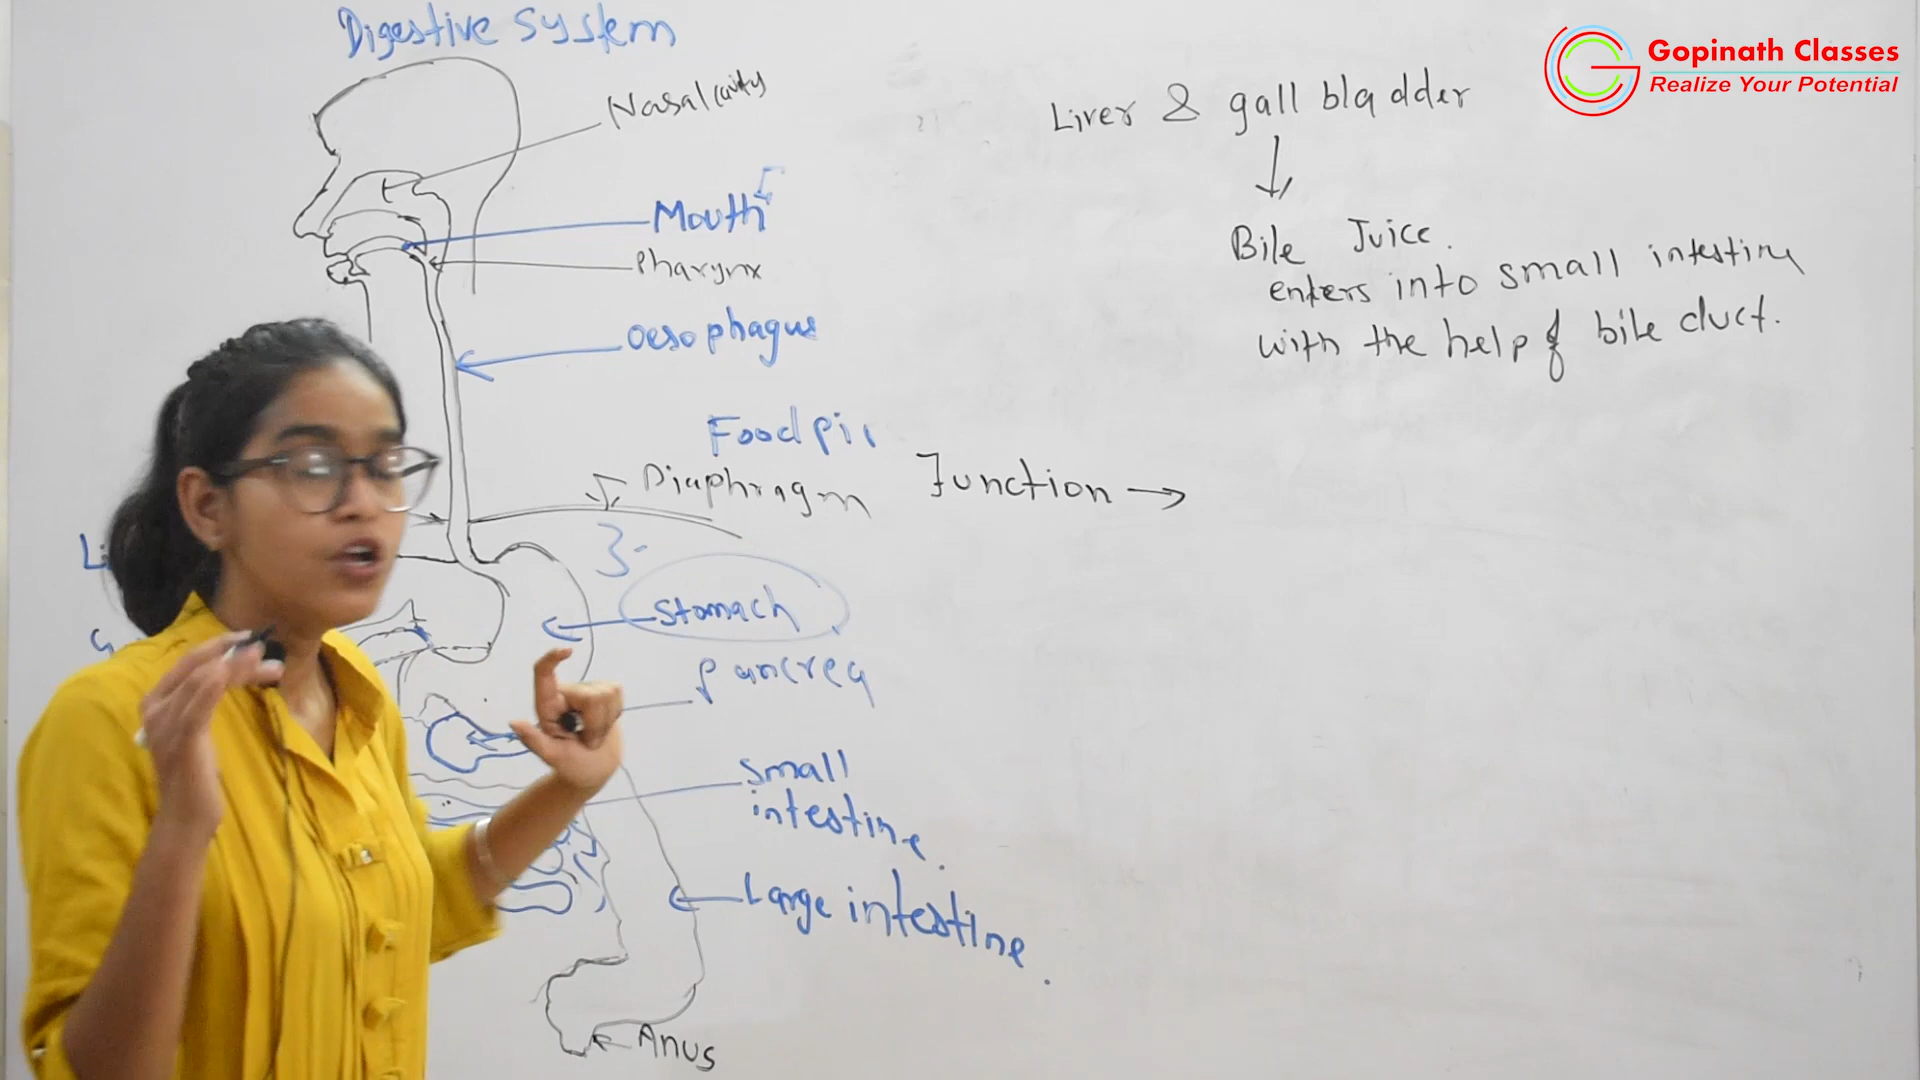 Digestive System
Nasal cavity
Mouth
Pharynx
Oesophagus
Food pi
Diaphragm
3-
Stomach
Pancrea
Small
intestine.
Large intestine.
Anus
Liver & gall bladder
Bile Juice.
enters into small intestine
with the help of bile duct.
Function →
Gopinath Classes
Realize Your Potential